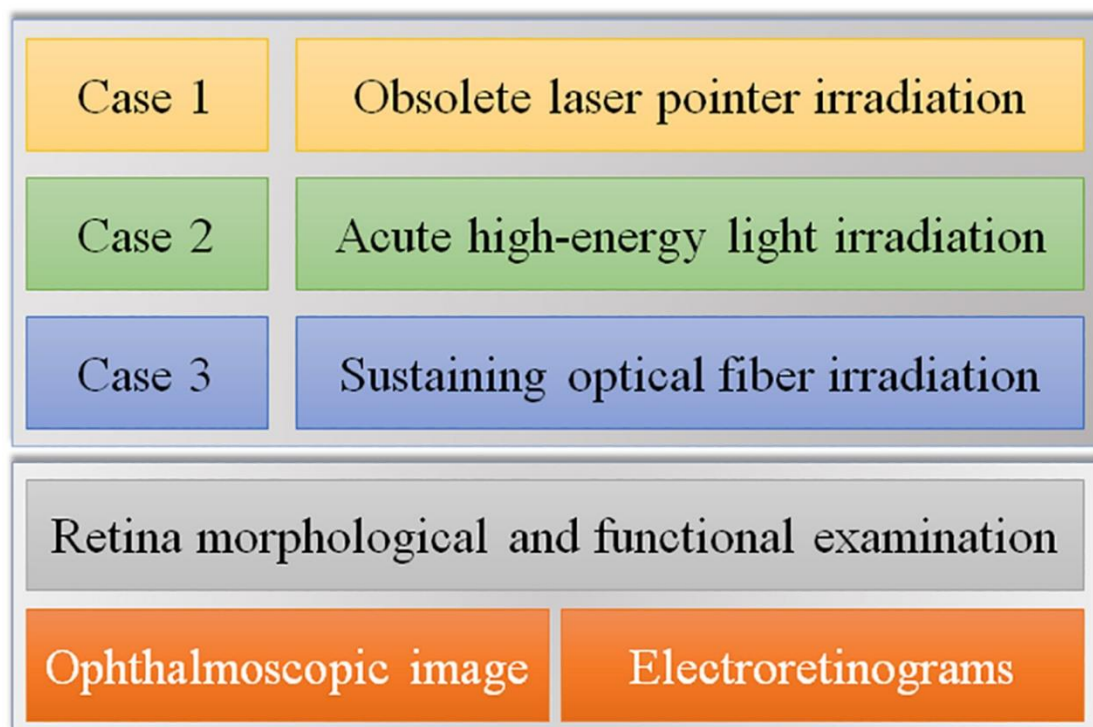 Case 1 Obsolete laser pointer irradiation
Case 2 Acute high-energy light irradiation
Case 3 Sustaining optical fiber irradiation
Retina morphological and functional examination
Ophthalmoscopic image Electroretinograms